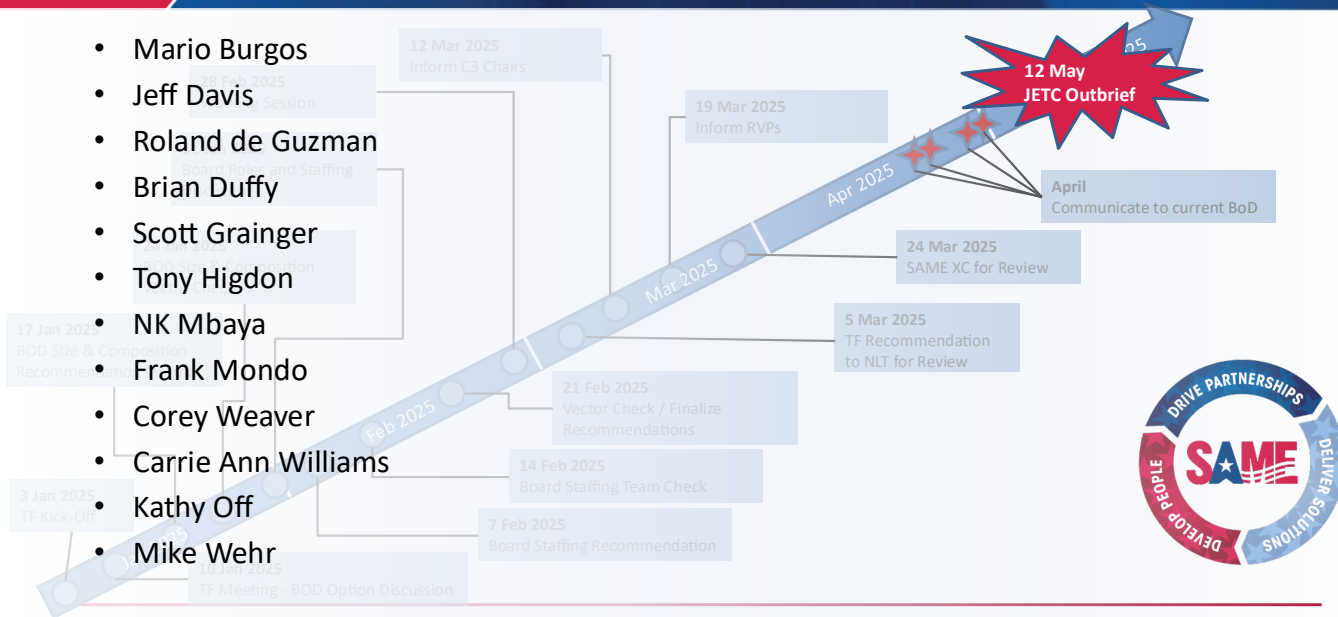 • Mario Burgos
• Jeff Davis
• Roland de Guzman
• Brian Duffy
• Scott Grainger
• Tony Higdon
• NK Mbaya
• Frank Mondo
• Corey Weaver
• Carrie Ann Williams
• Kathy Off
• Mike Wehr
12 Mar 2025
Inform C3 Chairs
28 Feb 2025
Session
Board Roles and Staffing
BOD Size & Composition
17 Jan 2025
BOD Size & Composition
3 Jan 2025
TF Kick-Off
10 Jan 2025
TF Meeting - BOD Option Discussion
7 Feb 2025
Board Staffing Recommendation
14 Feb 2025
Board Staffing Team Check
21 Feb 2025
Vector Check / Finalize
Recommendations
5 Mar 2025
TF Recommendation
to NLT for Review
24 Mar 2025
SAME XC for Review
19 Mar 2025
Inform RVPs
April
Communicate to current BoD
12 May
JETC Outbrief
Feb 2025
Mar 2025
Apr 2025
DRIVE PARTNERSHIPS
DELIVER SOLUTIONS
DEVELOP PEOPLE
SAME